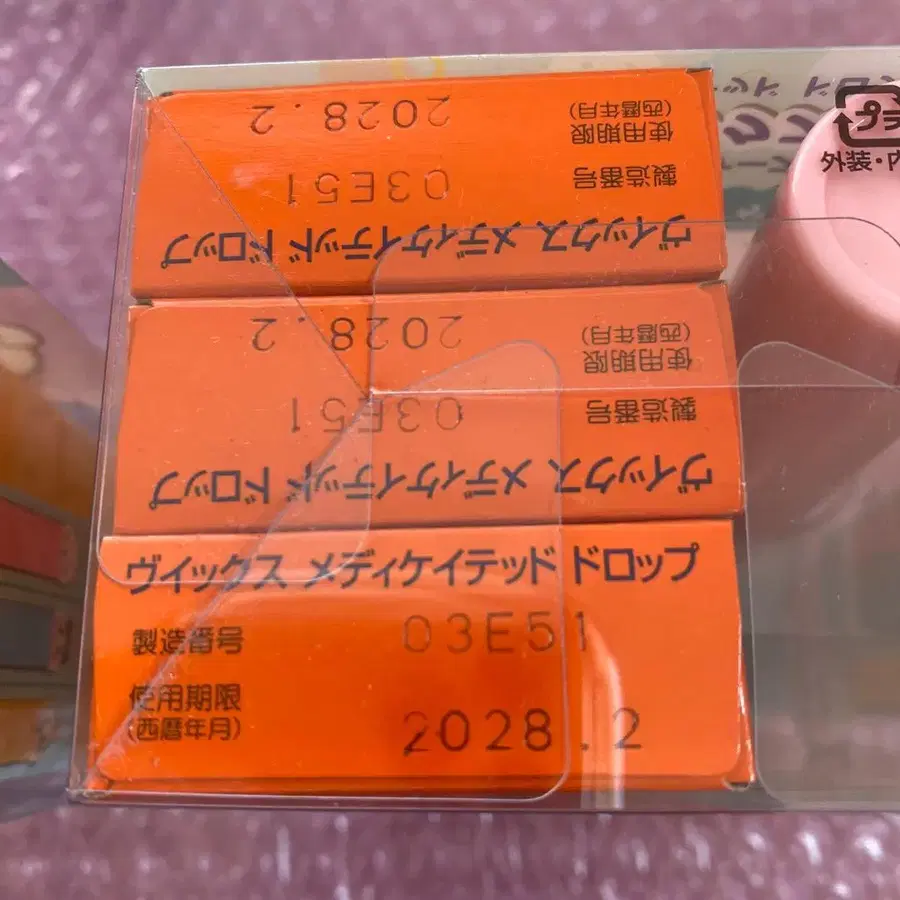 ヴイックス メディケイテッド ドロップ
製造番号 03E51
使用期限 2028.2
(西暦年月)
ヴイックス メディケイテッド ドロップ
製造番号 03E51
使用期限 2028.2
(西暦年月)
ヴイックス メディケイテッド ドロップ
製造番号 03E51
使用期限
(西暦年月) 2028.2
プラ
外装・内